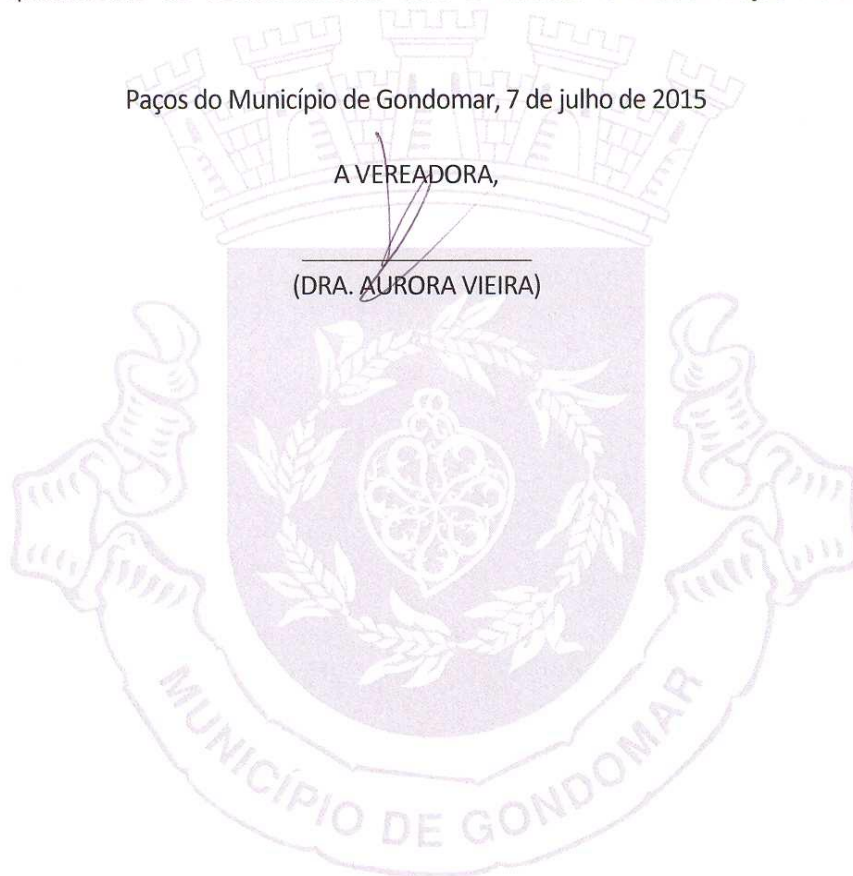 Paços do Município de Gondomar, 7 de julho de 2015
A VEREADORA,
(DRA. AURORA VIEIRA)
MUNICÍPIO DE GONDOMAR